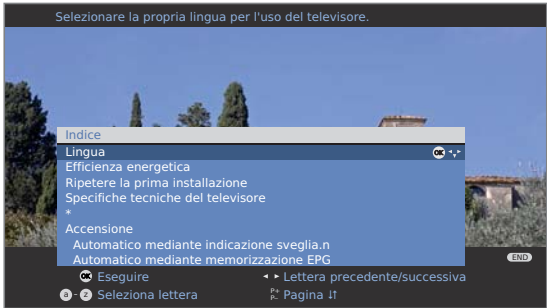 Selezionare la propria lingua per l'uso del televisore.
Indice
Lingua OK
Efficienza energetica
Ripetere la prima installazione
Specifiche tecniche del televisore
*
Accensione
Automatico mediante indicazione sveglia.n
Automatico mediante memorizzazione EPG
END
OK Eseguire
Lettera precedente/successiva
a - z Seleziona lettera
P+ P- Pagina ↓↑